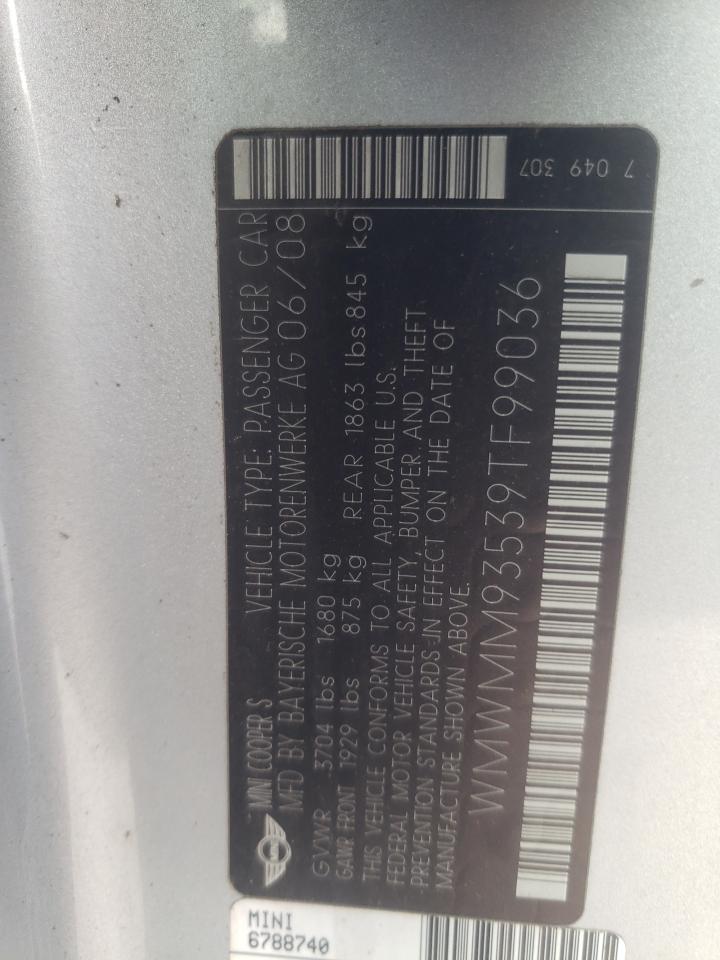 MINI COOPER S VEHICLE TYPE: PASSENGER CAR
MFD BY BAYERISCHE MOTORENWERKE AG 06/08
GVWR 3704 lbs 1680 kg
GAWR FRONT 1929 lbs 875 kg REAR 1863 lbs 845 kg
THIS VEHICLE CONFORMS TO ALL APPLICABLE U.S.
FEDERAL MOTOR VEHICLE SAFETY, BUMPER, AND THEFT
PREVENTION STANDARDS IN EFFECT ON THE DATE OF
MANUFACTURE SHOWN ABOVE.
WMWMM93539TF99036
7 049 307
MINI
6788740